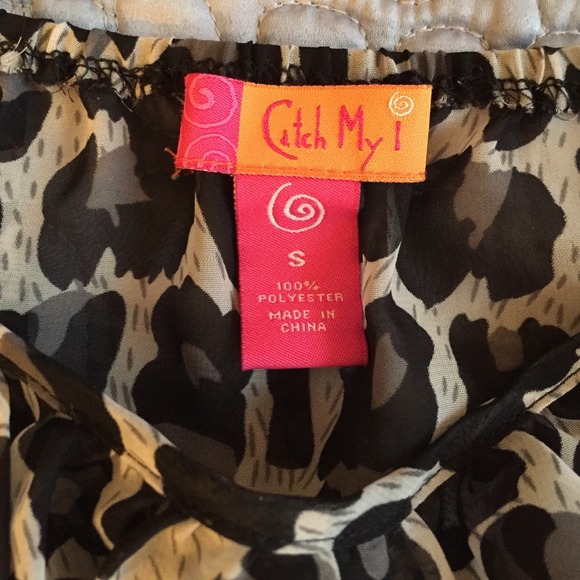 Catch My i
S
100%
POLYESTER
MADE IN
CHINA